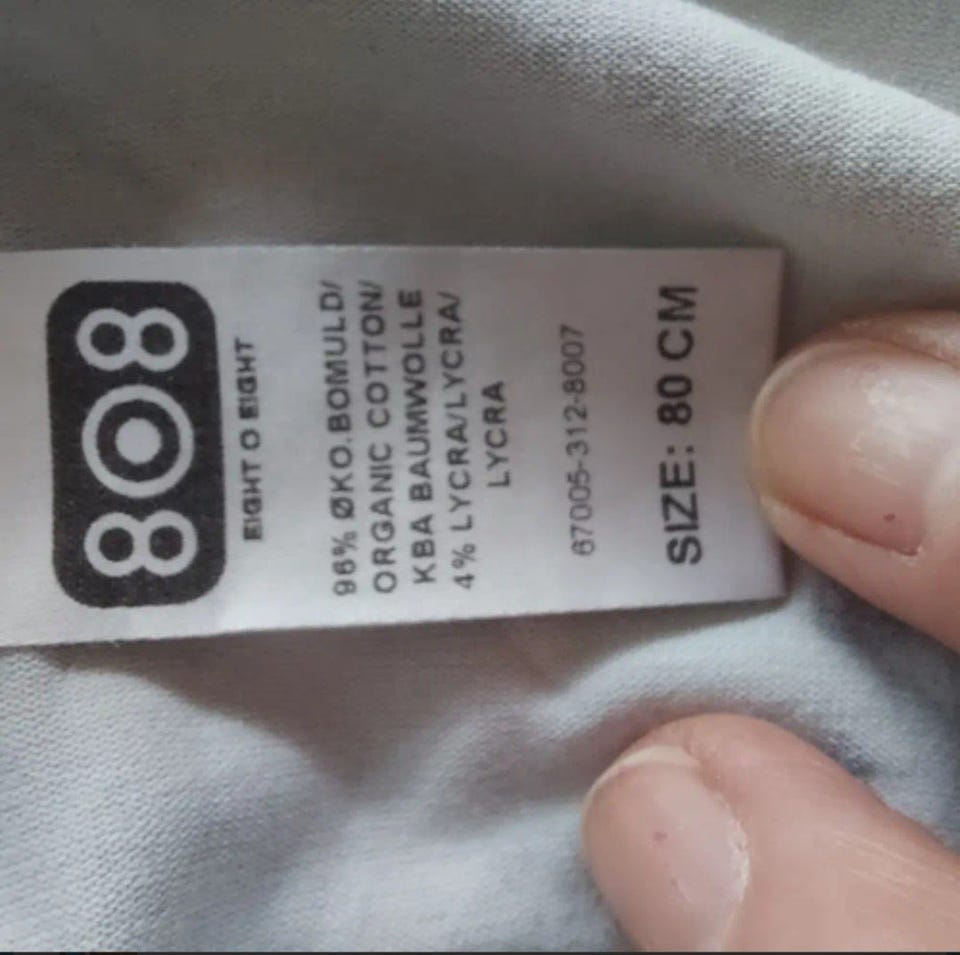 808
EIGHT O EIGHT
96% ØKO.BOMULD/
ORGANIC COTTON/
KBA BAUMWOLLE
4% LYCRA/LYCRA/
LYCRA
67005-312-8007
SIZE: 80 CM